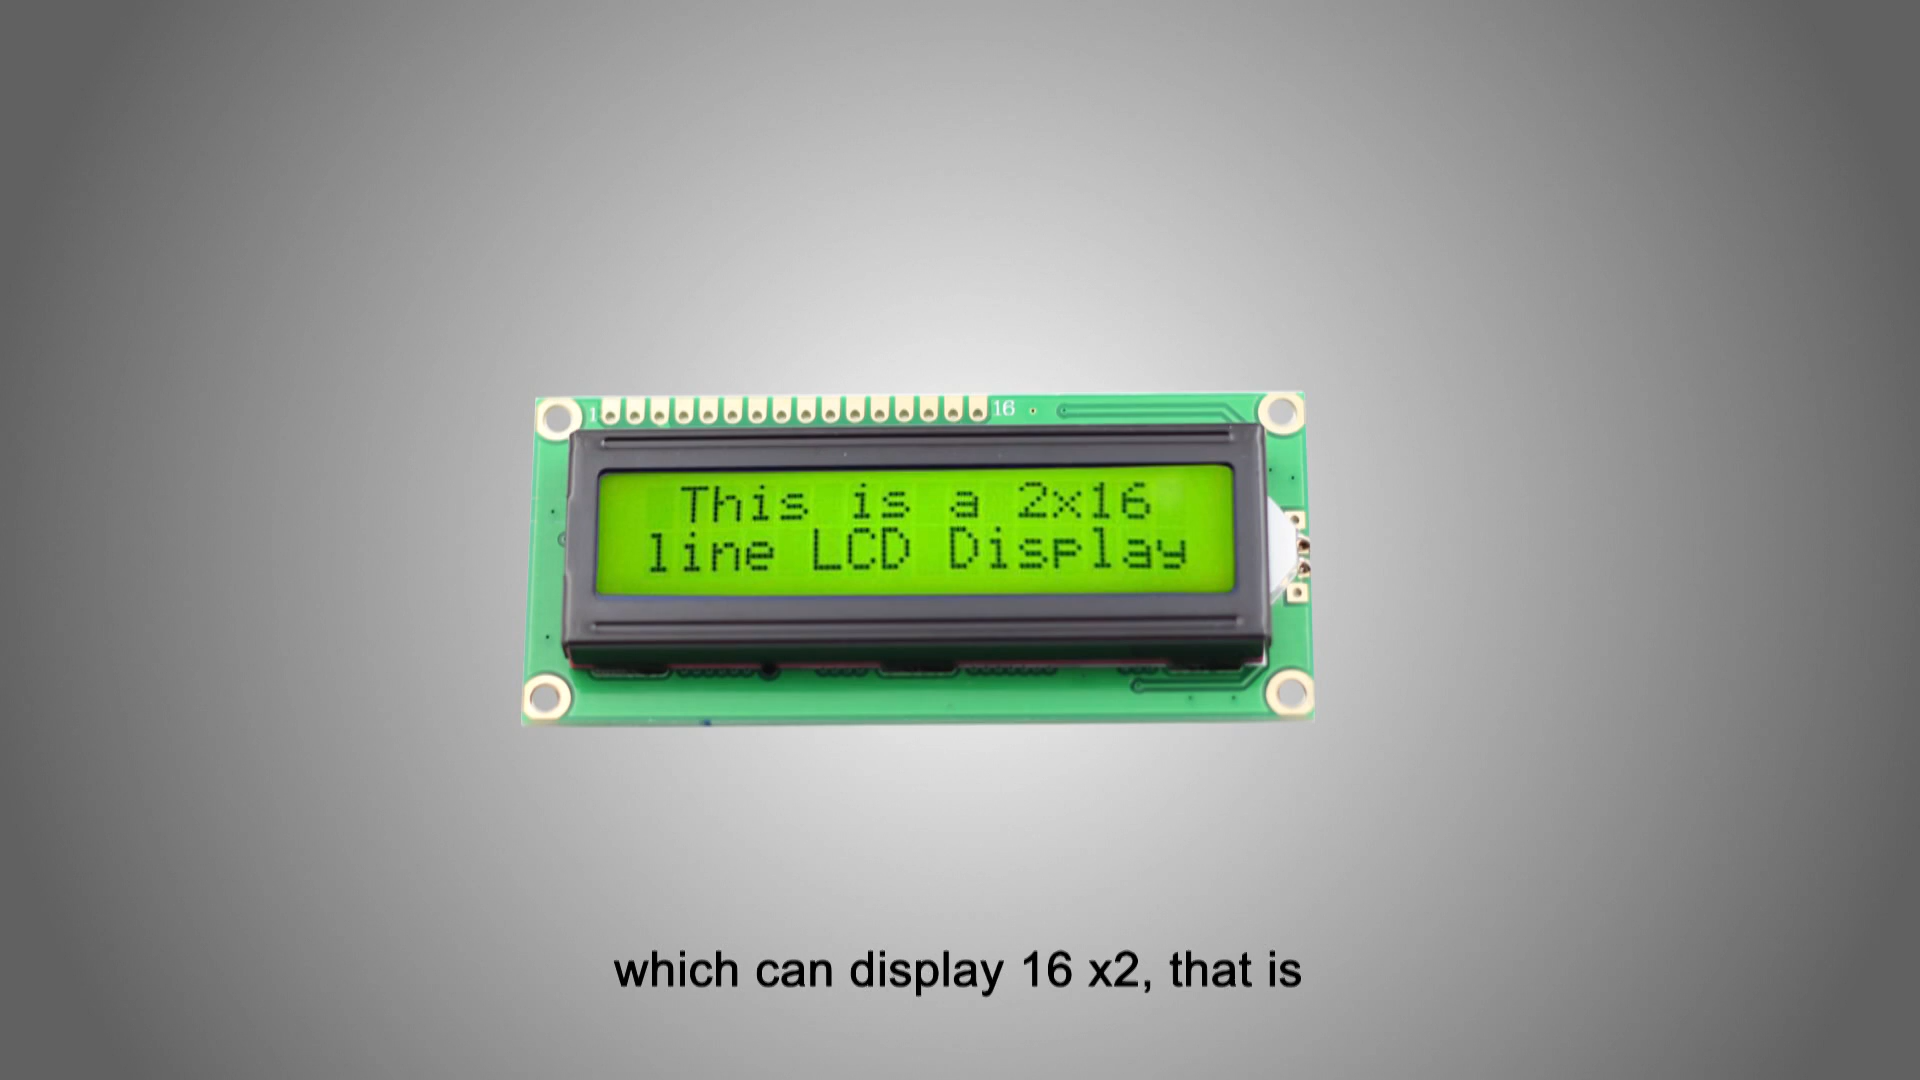 1 16
This is a 2x16
line LCD Display
which can display 16 x2, that is